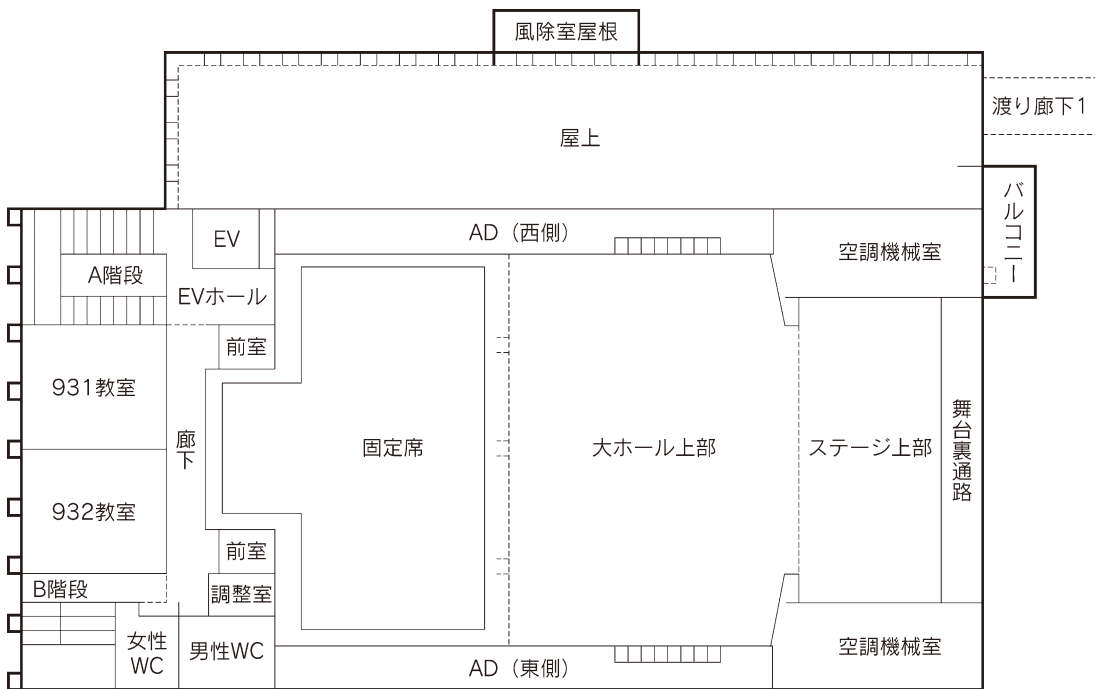 風除室屋根
渡り廊下1
屋上
バルコニー
EV
AD（西側）
空調機械室
A階段
EVホール
前室
931教室
廊下
固定席
大ホール上部
ステージ上部
舞台裏通路
932教室
前室
B階段
調整室
女性
WC
男性WC
AD（東側）
空調機械室